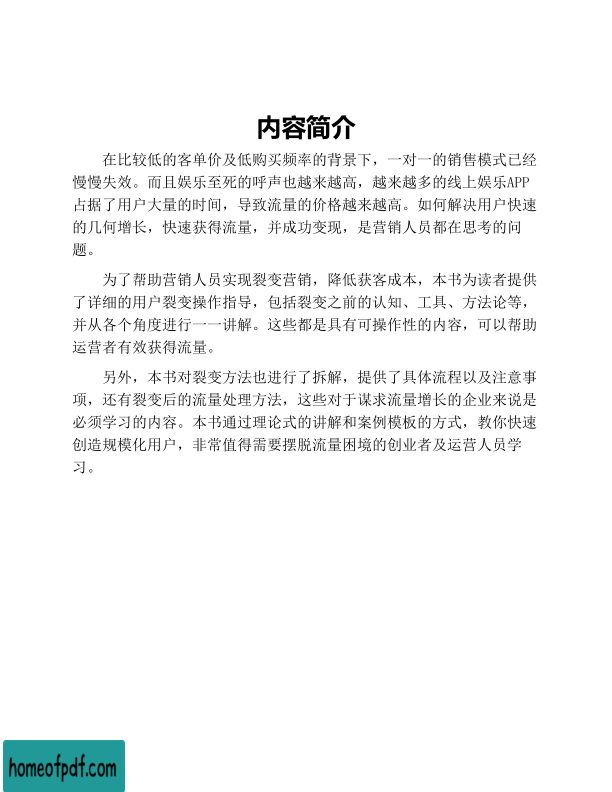 内容简介
在比较低的客单价及低购买频率的背景下，一对一的销售模式已经
慢慢失效。而且娱乐至死的呼声也越来越高，越来越多的线上娱乐APP
占据了用户大量的时间，导致流量的价格越来越高。如何解决用户快速
的几何增长，快速获得流量，并成功变现，是营销人员都在思考的问
题。
为了帮助营销人员实现裂变营销，降低获客成本，本书为读者提供
了详细的用户裂变操作指导，包括裂变之前的认知、工具、方法论等，
并从各个角度进行一一讲解。这些都是具有可操作性的内容，可以帮助
运营者有效获得流量。
另外，本书对裂变方法也进行了拆解，提供了具体流程以及注意事
项，还有裂变后的流量处理方法，这些对于谋求流量增长的企业来说是
必须学习的内容。本书通过理论式的讲解和案例模板的方式，教你快速
创造规模化用户，非常值得需要摆脱流量困境的创业者及运营人员学
习。
homeofpdf.com